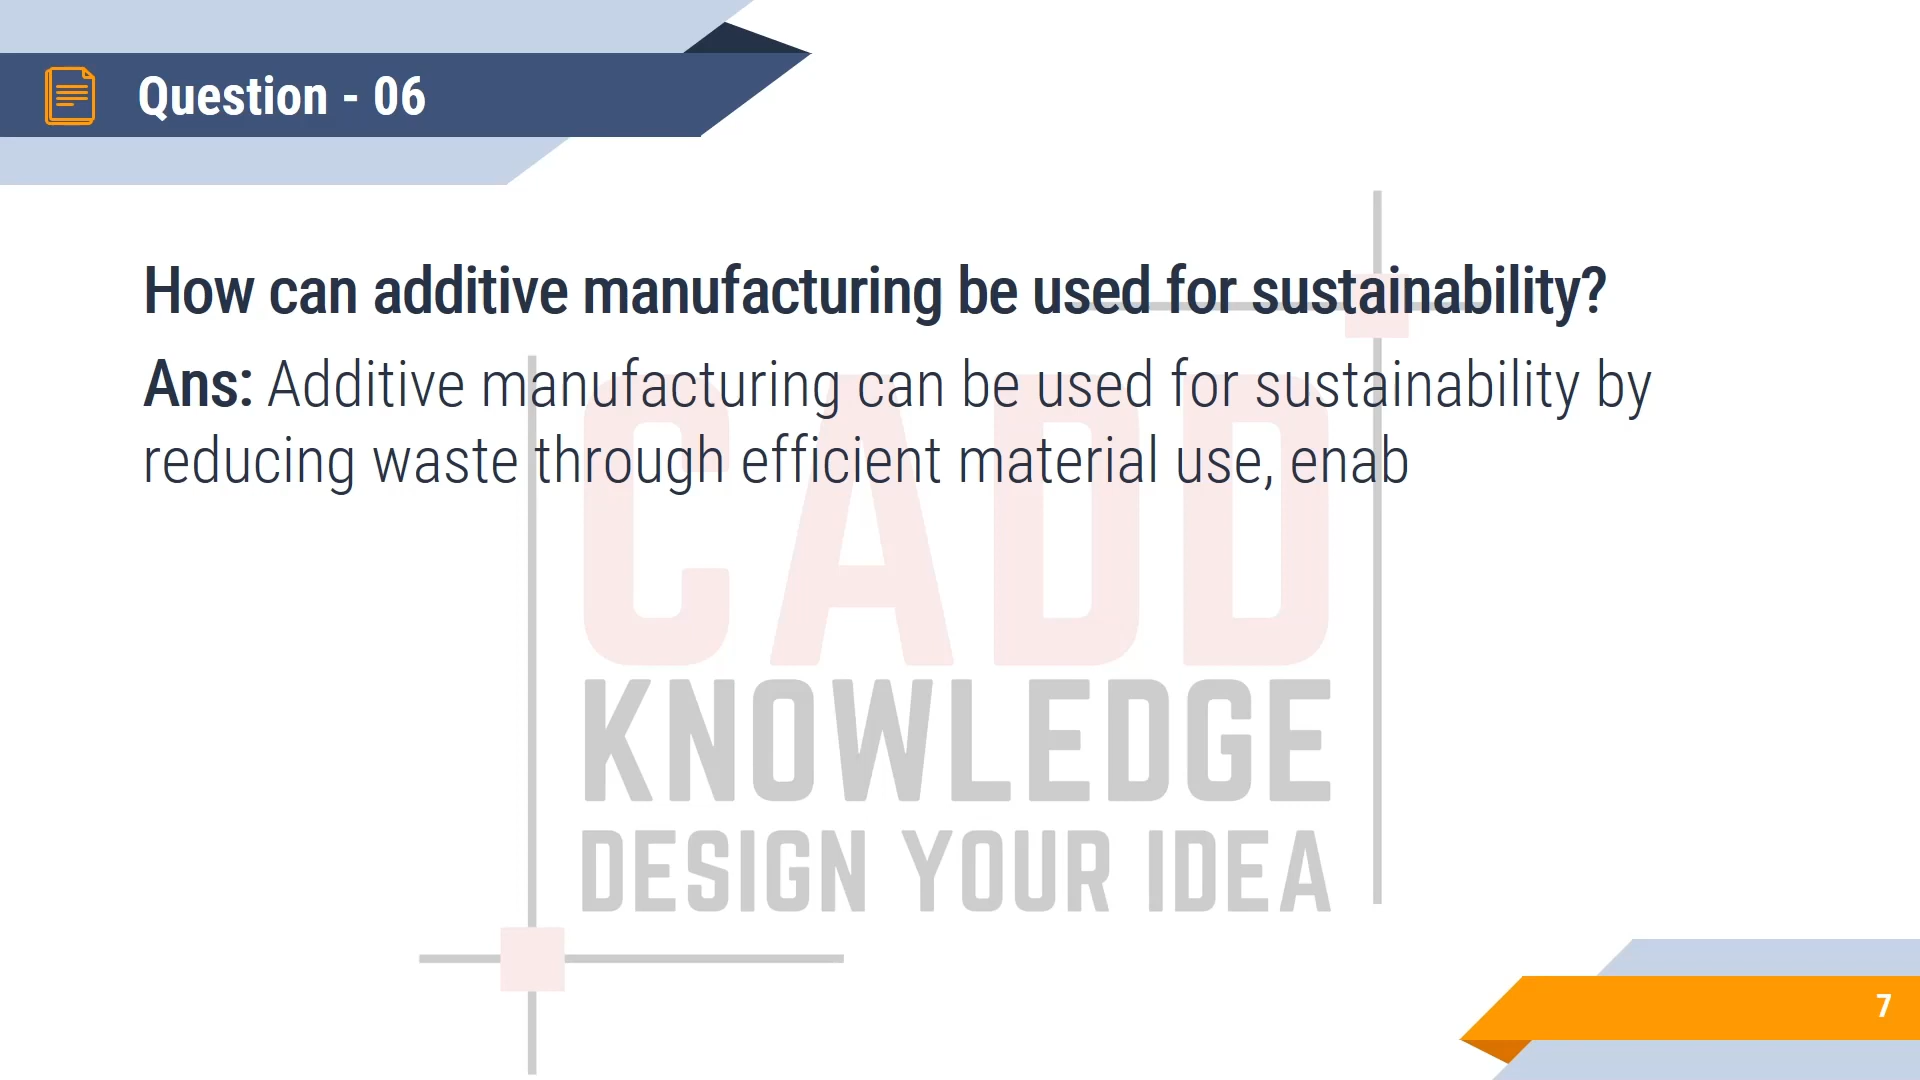 Question - 06
How can additive manufacturing be used for sustainability?
Ans: Additive manufacturing can be used for sustainability by
reducing waste through efficient material use, enab
CADD
KNOWLEDGE
DESIGN YOUR IDEA
7